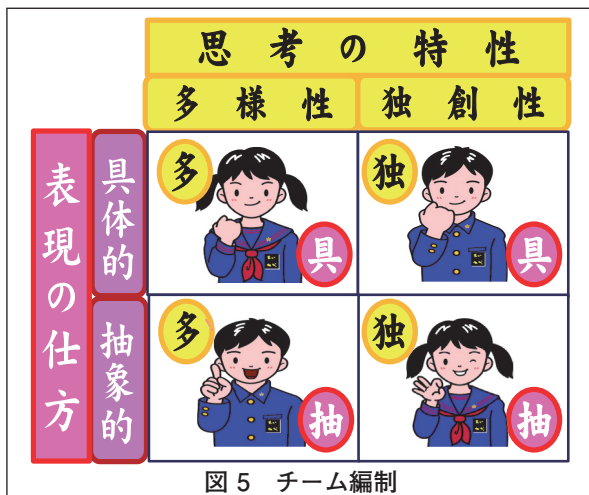 思考の特性
多様性 独創性
表現の仕方
具体的
多 具
独 具
抽象的
多 抽
独 抽
図5 チーム編制